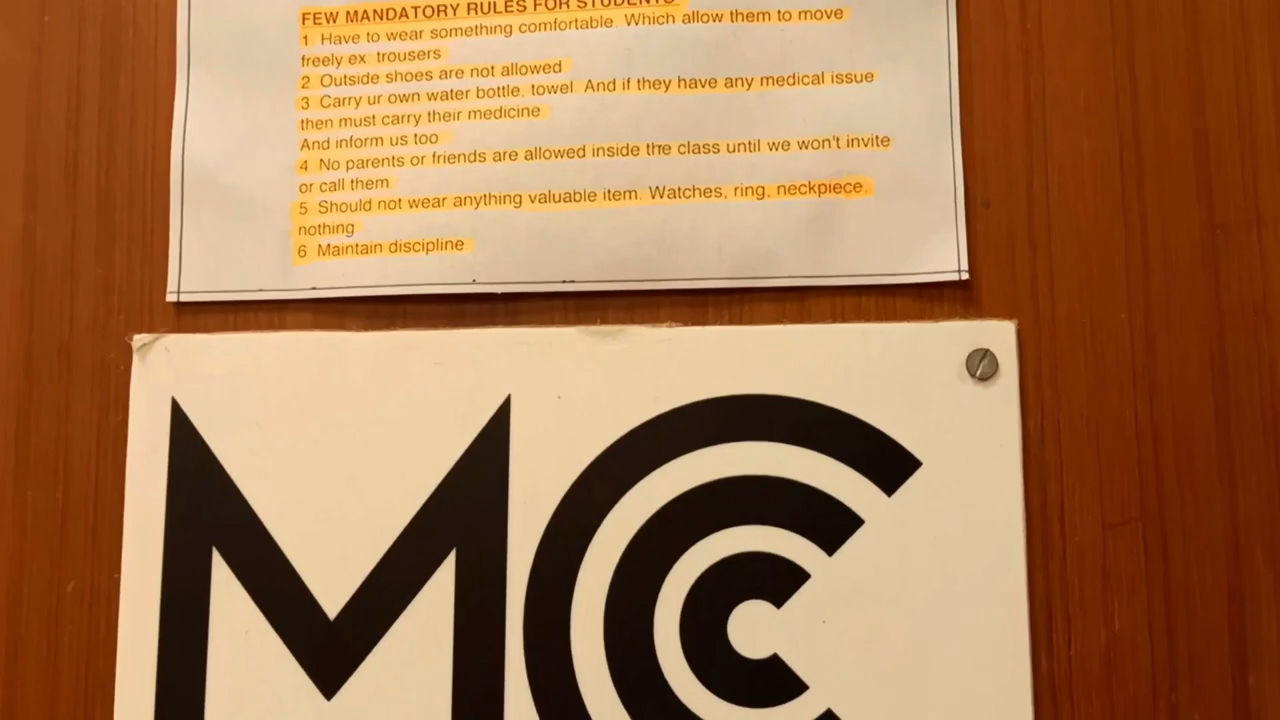 FEW MANDATORY RULES FOR STUDENTS
1 Have to wear something comfortable. Which allow them to move
freely ex. trousers
2 Outside shoes are not allowed
3 Carry ur own water bottle, towel. And if they have any medical issue
then must carry their medicine
And inform us too
4 No parents or friends are allowed inside the class until we won't invite
or call them
5 Should not wear anything valuable item. Watches, ring, neckpiece.
nothing
6 Maintain discipline.
MCCC